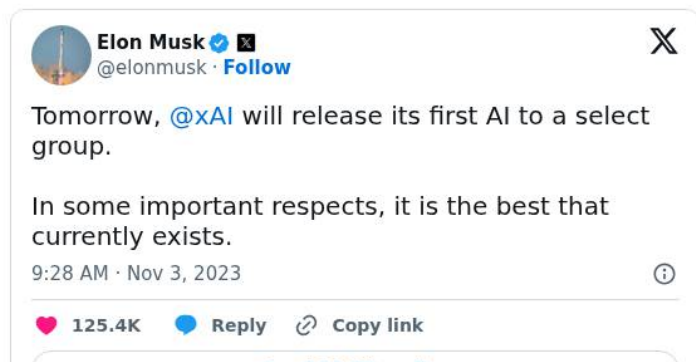 Elon Musk
@elonmusk · Follow
Tomorrow, @xAI will release its first AI to a select
group.
In some important respects, it is the best that
currently exists.
9:28 AM · Nov 3, 2023
125.4K Reply Copy link